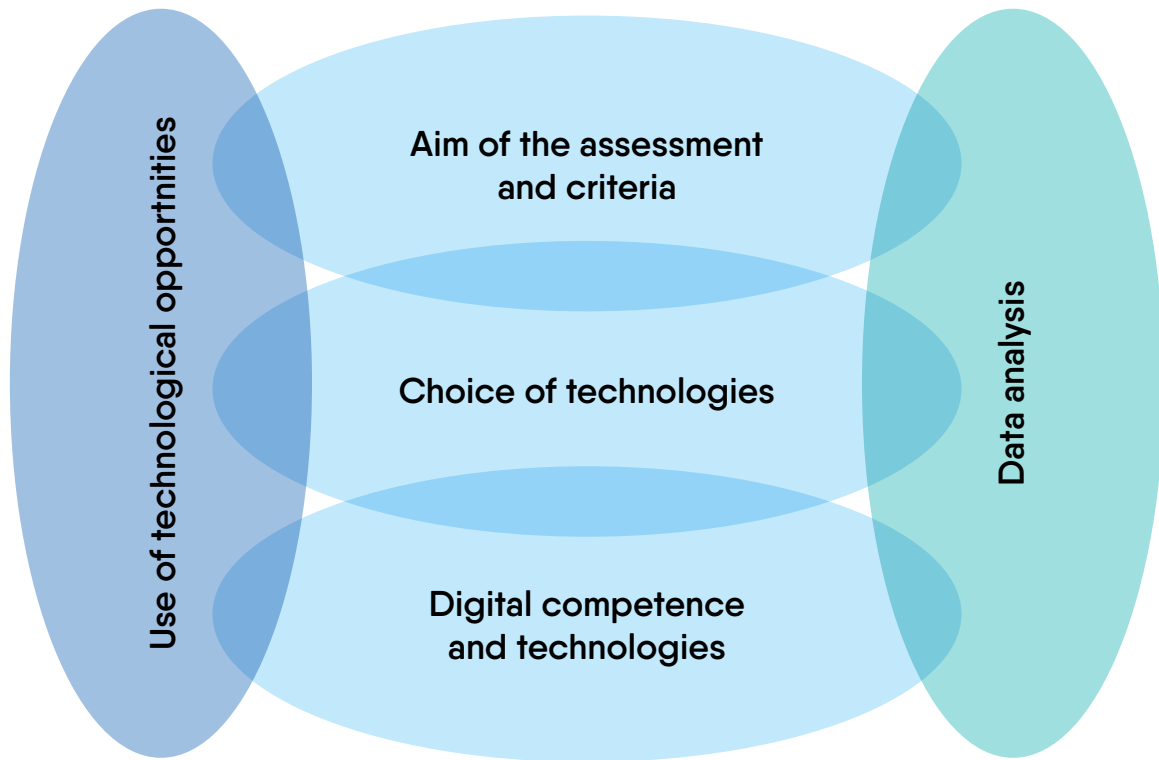 Use of technological opportnities
Aim of the assessment
and criteria
Choice of technologies
Digital competence
and technologies
Data analysis